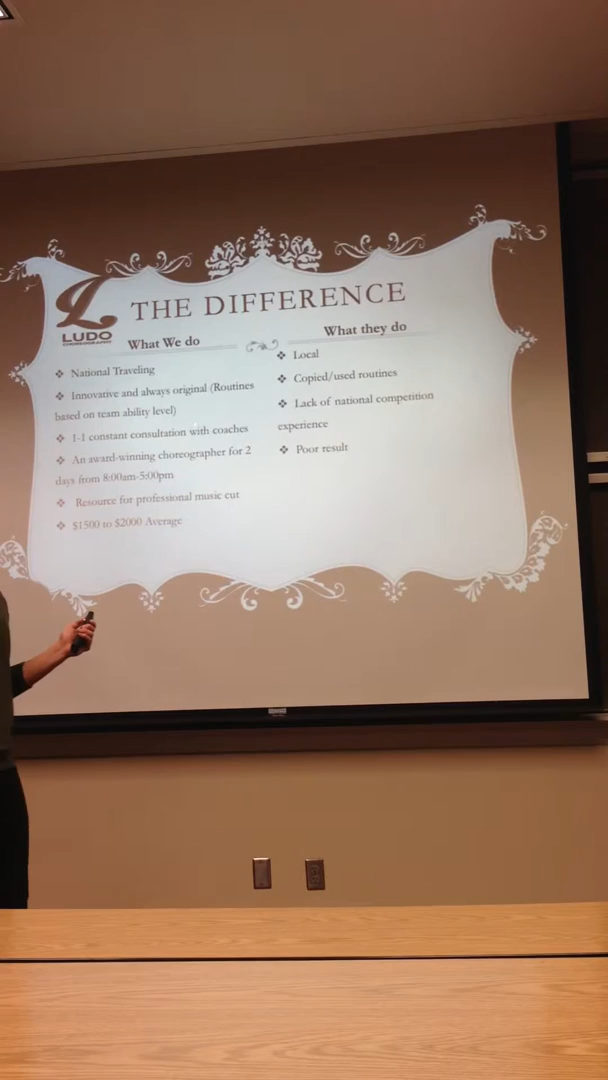 THE DIFFERENCE
LUDO
CHOREOGRAPHY
What We do
❖ National Traveling
❖ Innovative and always original (Routines
based on team ability level)
❖ 1-1 constant consultation with coaches
❖ An award-winning choreographer for 2
days from 8:00am-5:00pm
❖ Resource for professional music cut
❖ $1500 to $2000 Average
What they do
❖ Local
❖ Copied/used routines
❖ Lack of national competition
experience
❖ Poor result